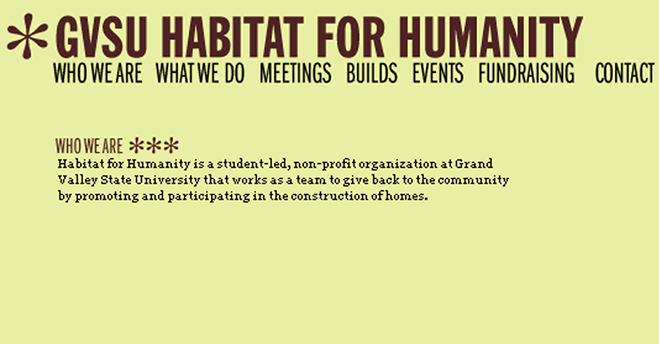 *GVSU HABITAT FOR HUMANITY
WHO WE ARE WHAT WE DO MEETINGS BUILDS EVENTS FUNDRAISING CONTACT
WHO WE ARE ***
Habitat for Humanity is a student-led, non-profit organization at Grand
Valley State University that works as a team to give back to the community
by promoting and participating in the construction of homes.